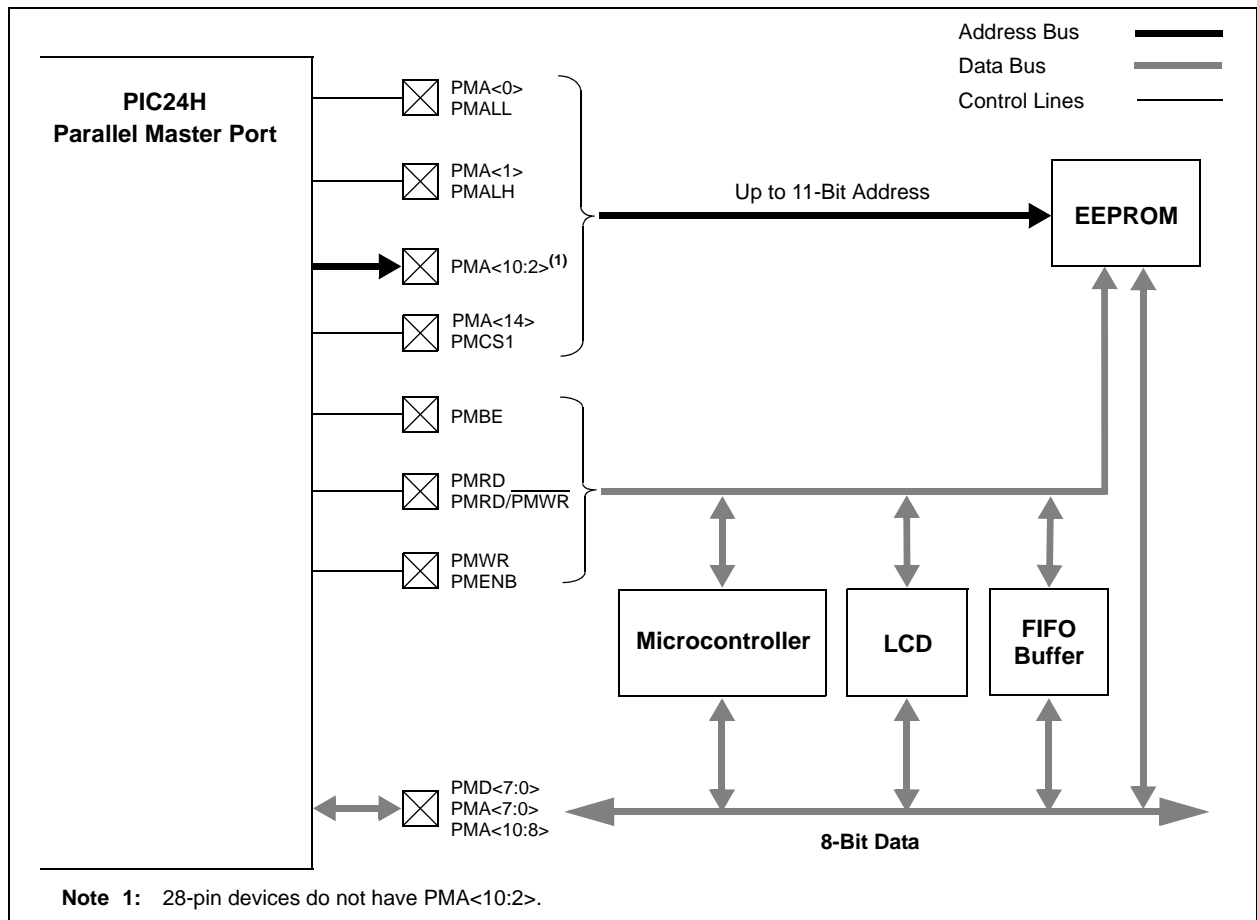 Address Bus
Data Bus
Control Lines
PIC24H
Parallel Master Port
PMA<0>
PMALL
PMA<1>
PMALH
Up to 11-Bit Address
EEPROM
PMA<10:2>(1)
PMA<14>
PMCS1
PMBE
PMRD
PMRD/PMWR
PMWR
PMENB
Microcontroller
LCD
FIFO
Buffer
PMD<7:0>
PMA<7:0>
PMA<10:8>
8-Bit Data
Note 1: 28-pin devices do not have PMA<10:2>.